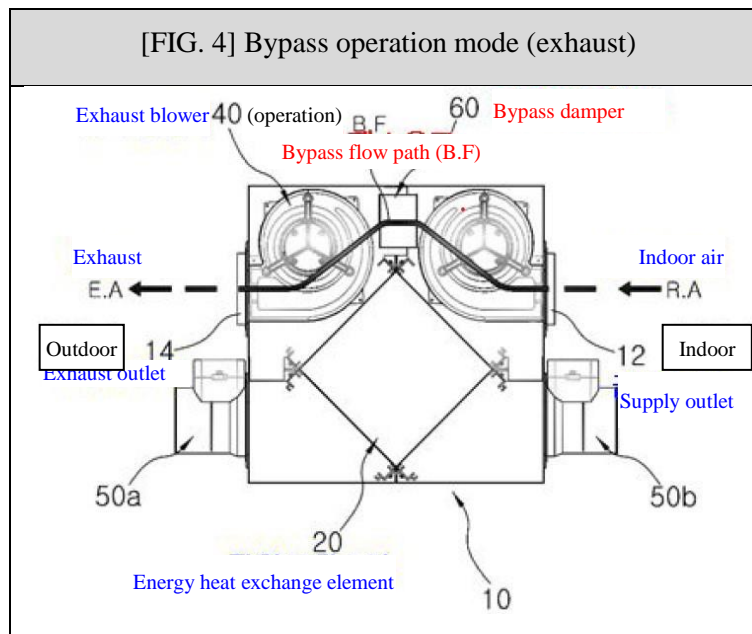 [FIG. 4] Bypass operation mode (exhaust)
Exhaust blower 40 (operation) B.F 60 Bypass damper
Bypass flow path (B.F)
Exhaust
Indoor air
E.A
R.A
Outdoor 14 12 Indoor
Exhaust outlet
Supply outlet
50a 50b
20
Energy heat exchange element
10